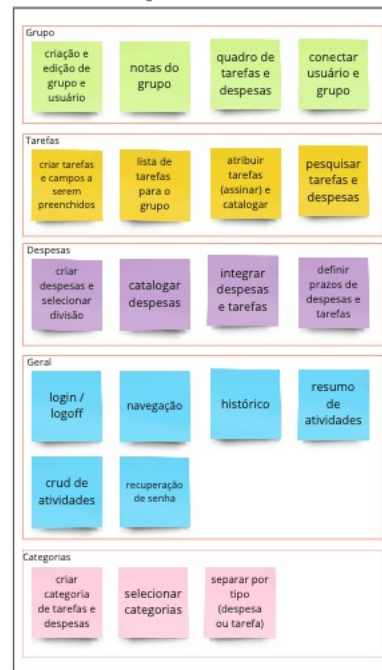 Grupo
criação e
edição de
grupo e
usuário
notas do
grupo
quadro de
tarefas e
despesas
conectar
usuário e
grupo
Tarefas
criar tarefas
e campos a
serem
preenchidos
lista de
tarefas
para o
grupo
atribuir
tarefas
(assinar) e
catalogar
pesquisar
tarefas e
despesas
Despesas
criar
despesas e
selecionar
divisão
catalogar
despesas
integrar
despesas
e tarefas
definir
prazos de
despesas e
tarefas
Geral
login /
logoff
navegação
histórico
resumo
de
atividades
crud de
atividades
recuperação
de senha
Categorias
criar
categoria
de tarefas e
despesas
selecionar
categorias
separar por
tipo
(despesa
ou tarefa)